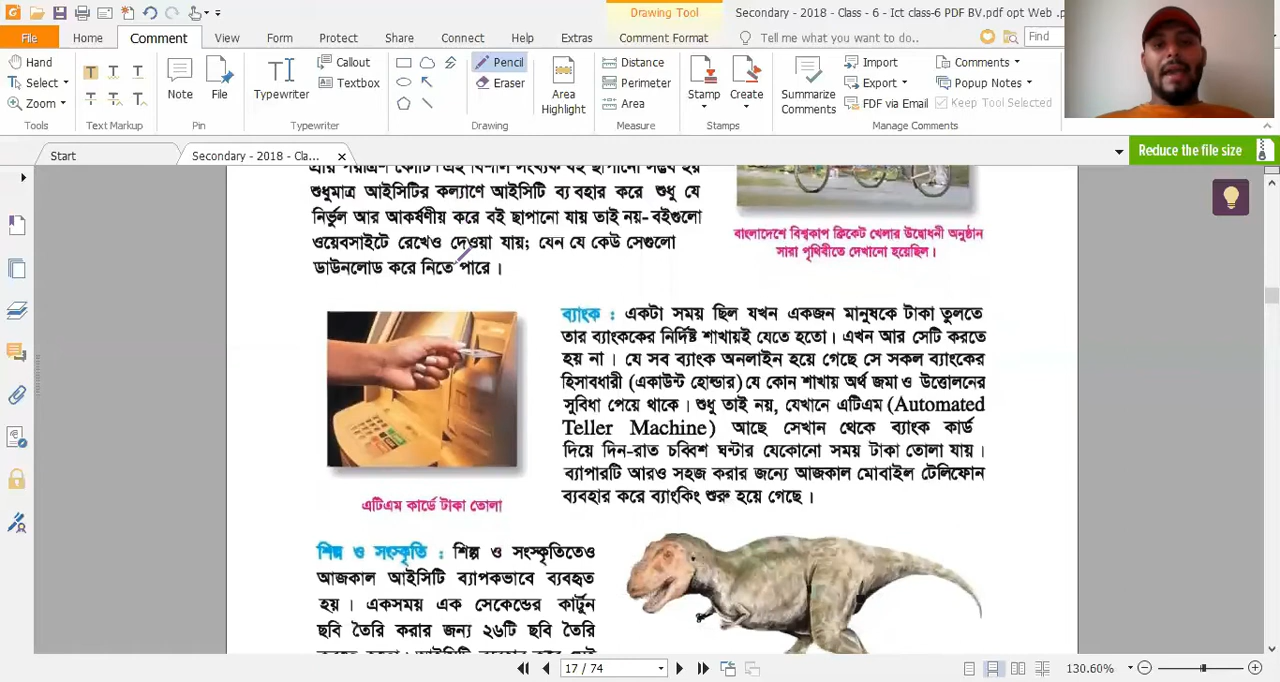 Drawing Tool
Secondary - 2018 - Class - 6 - Ict class-6 PDF BV.pdf opt Web .p
File Home Comment View Form Protect Share Connect Help Extras Comment Format Tell me what you want to do.. Find
Hand
Select
Zoom
Tools
Text Markup
Note
File
Pin
Typewriter
Callout
Textbox
Typewriter
Pencil
Eraser
Drawing
Area Highlight
Distance
Perimeter
Area
Measure
Stamp
Create
Stamps
Summarize Comments
Import
Export
FDF via Email
Comments
Popup Notes
Keep Tool Selected
Manage Comments
Start
Secondary - 2018 - Cla...
Reduce the file size
প্রায় পঁয়ত্রিশ কোটি। এই বিশাল সংখ্যক বই ছাপানো সম্ভব হয়
শুধুমাত্র আইসিটির কল্যাণে আইসিটি ব্যবহার করে শুধু যে
নির্ভুল আর আকর্ষণীয় করে বই ছাপানো যায় তাই নয়- বইগুলো
ওয়েবসাইটে রেখেও দেওয়া যায়; যেন যে কেউ সেগুলো
ডাউনলোড করে নিতে পারে ।
বাংলাদেশে বিশ্বকাপ ক্রিকেট খেলার উদ্বোধনী অনুষ্ঠান
সারা পৃথিবীতে দেখানো হয়েছিল।
ব্যাংক : একটা সময় ছিল যখন একজন মানুষকে টাকা তুলতে
তার ব্যাংককের নির্দিষ্ট শাখায়ই যেতে হতো। এখন আর সেটি করতে
হয় না । যে সব ব্যাংক অনলাইন হয়ে গেছে সে সকল ব্যাংকের
হিসাবধারী (একাউন্ট হোল্ডার) যে কোন শাখায় অর্থ জমা ও উত্তোলনের
সুবিধা পেয়ে থাকে । শুধু তাই নয়, যেখানে এটিএম (Automated
Teller Machine) আছে সেখান থেকে ব্যাংক কার্ড
দিয়ে দিন-রাত চব্বিশ ঘন্টার যেকোনো সময় টাকা তোলা যায় ।
ব্যাপারটি আরও সহজ করার জন্যে আজকাল মোবাইল টেলিফোন
ব্যবহার করে ব্যাংকিং শুরু হয়ে গেছে ।
এটিএম কার্ডে টাকা তোলা
শিল্প ও সংস্কৃতি : শিল্প ও সংস্কৃতিতেও
আজকাল আইসিটি ব্যাপকভাবে ব্যবহৃত
হয় । একসময় এক সেকেন্ডের কার্টুন
ছবি তৈরি করার জন্য ২৬টি ছবি তৈরি
17 / 74
130.60%